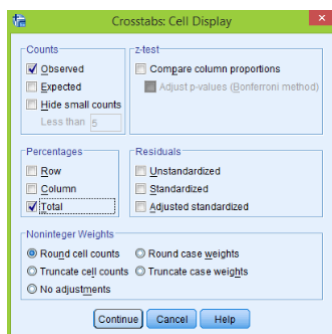 Crosstabs: Cell Display
Counts
Observed
Expected
Hide small counts
Less than 5
z-test
Compare column proportions
Adjust p-values (Bonferroni method)
Percentages
Row
Column
Total
Residuals
Unstandardized
Standardized
Adjusted standardized
Noninteger Weights
Round cell counts Round case weights
Truncate cell counts Truncate case weights
No adjustments
Continue Cancel Help